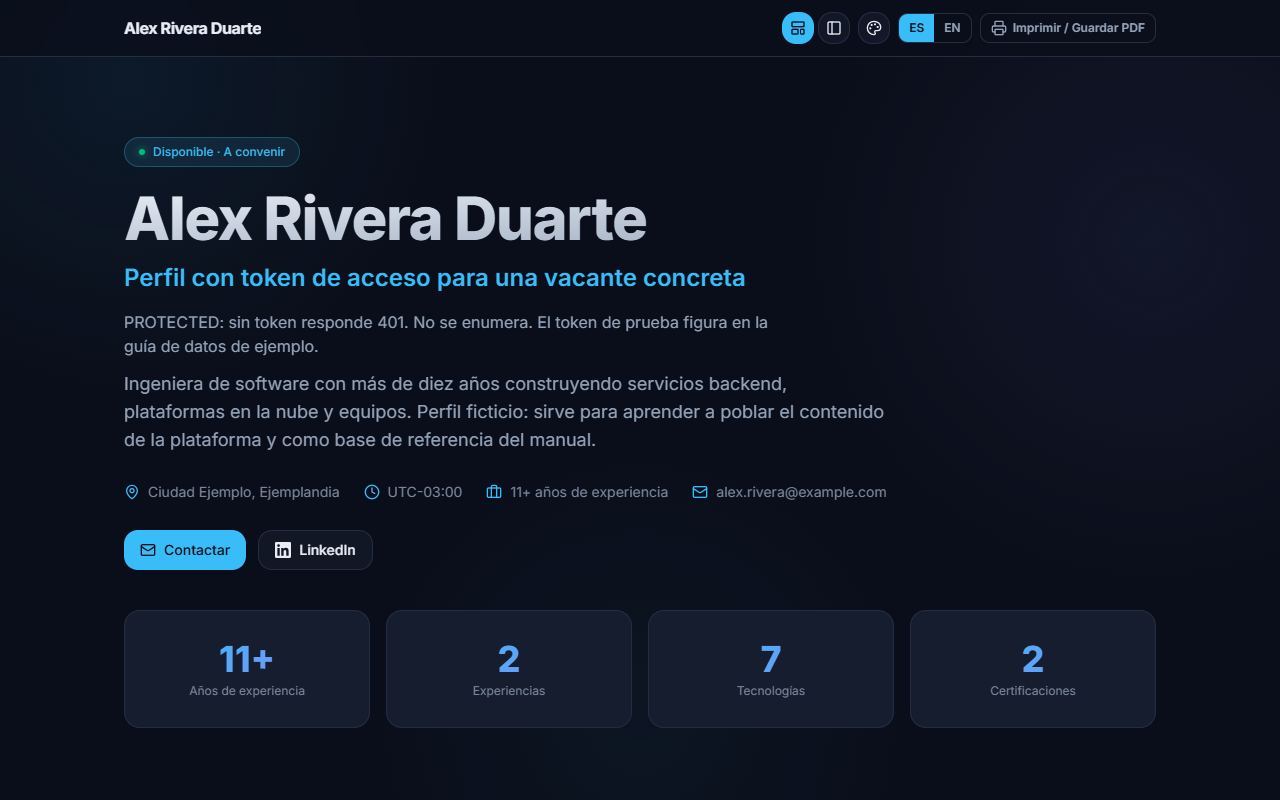 Alex Rivera Duarte
ES
EN
Imprimir / Guardar PDF
Disponible · A convenir
Alex Rivera Duarte
Perfil con token de acceso para una vacante concreta
PROTECTED: sin token responde 401. No se enumera. El token de prueba figura en la
guía de datos de ejemplo.
Ingeniera de software con más de diez años construyendo servicios backend,
plataformas en la nube y equipos. Perfil ficticio: sirve para aprender a poblar el contenido
de la plataforma y como base de referencia del manual.
Ciudad Ejemplo, Ejemplandia
UTC-03:00
11+ años de experiencia
alex.rivera@example.com
Contactar
LinkedIn
11+
Años de experiencia
2
Experiencias
7
Tecnologías
2
Certificaciones